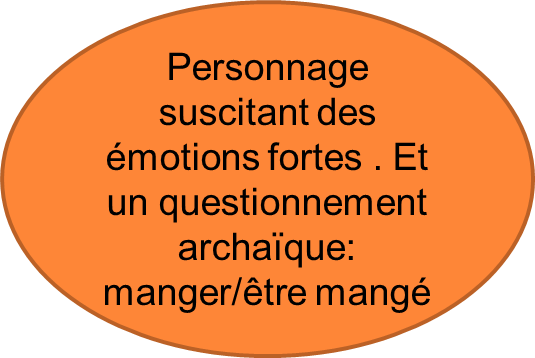 Personnage
suscitant des
émotions fortes . Et
un questionnement
archaïque:
manger/être mangé